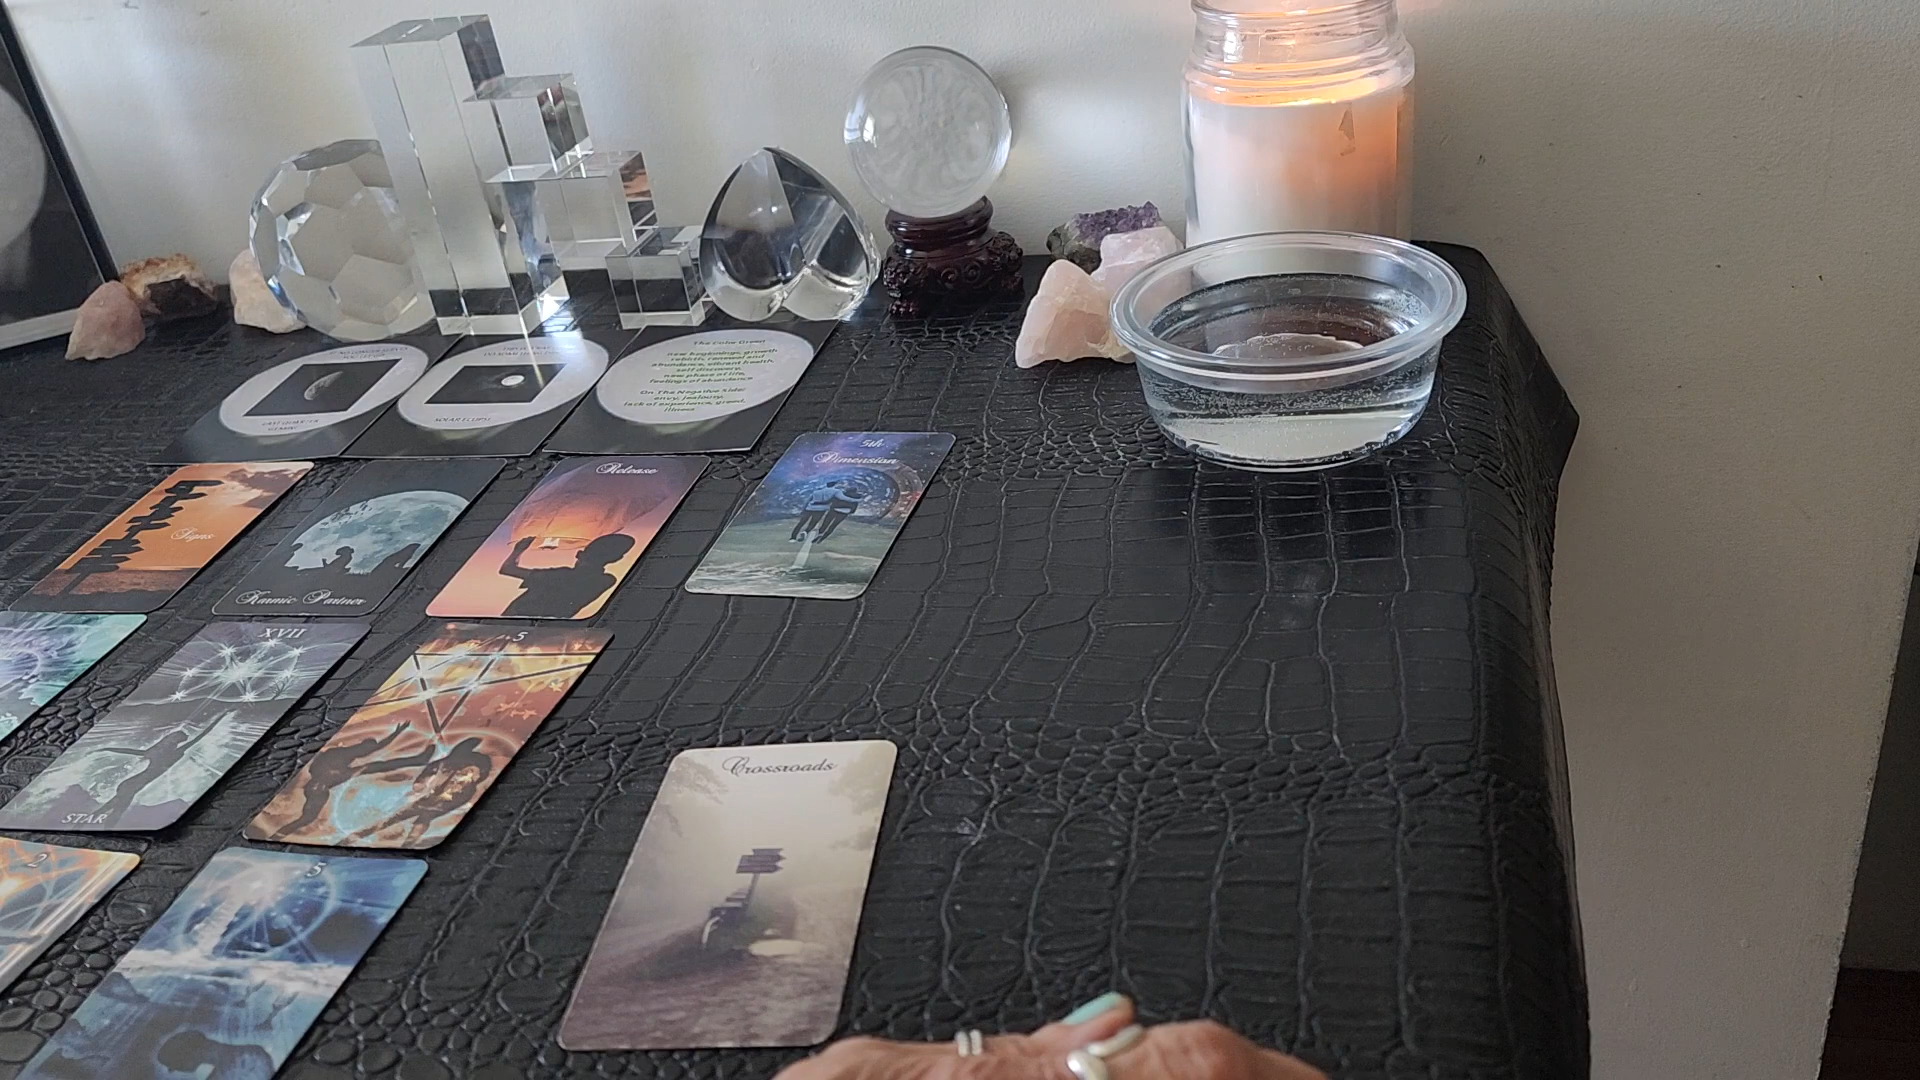 SOLAR ECLIPSE
The Color Green
new beginnings, growth
rebirth, renewal and
abundance, vibrant health,
self discovery,
new phase of life,
feelings of abundance
On The Negative Side:
envy, jealousy,
lack of experience, greed,
illness
Signs
Karmic Partner
Release
5th
Dimension
XVII
STAR
5
Crossroads
2
5